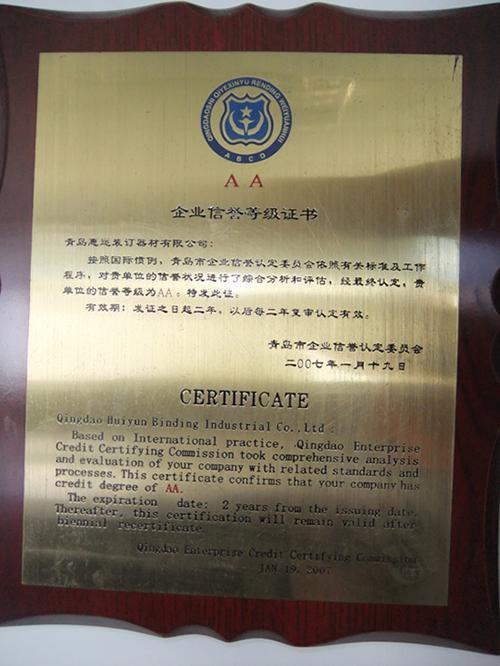 QINGDAOSHI QIYEXINYU RENDING WEIYUANHUI
ABCD
AA
企业信誉等级证书
青岛惠运装订器材有限公司：
按照国际惯例，青岛市企业信誉认定委员会依照有关标准及工作
程序，对贵单位的信誉状况进行了综合分析和评估，经最终认定，贵
单位的信誉等级为AA。特发此证。
有效期：发证之日起二年，以后每二年复审认定有效。
青岛市企业信誉认定委员会
二00七年一月十九日
CERTIFICATE
Qingdao Huiyun Binding Industrial Co.,Ltd :
Based on International practice, Qingdao Enterprise
Credit Certifying Commission took comprehensive analysis
and evaluation of your company with related standards and
processes. This certificate confirms that your company has
credit degree of AA.
The expiration date: 2 years from the issuing date.
Thereafter, this certification will remain valid after
biennial recertificate.
Qingdao Enterprise Credit Certifying Commission
JAN.19,2007